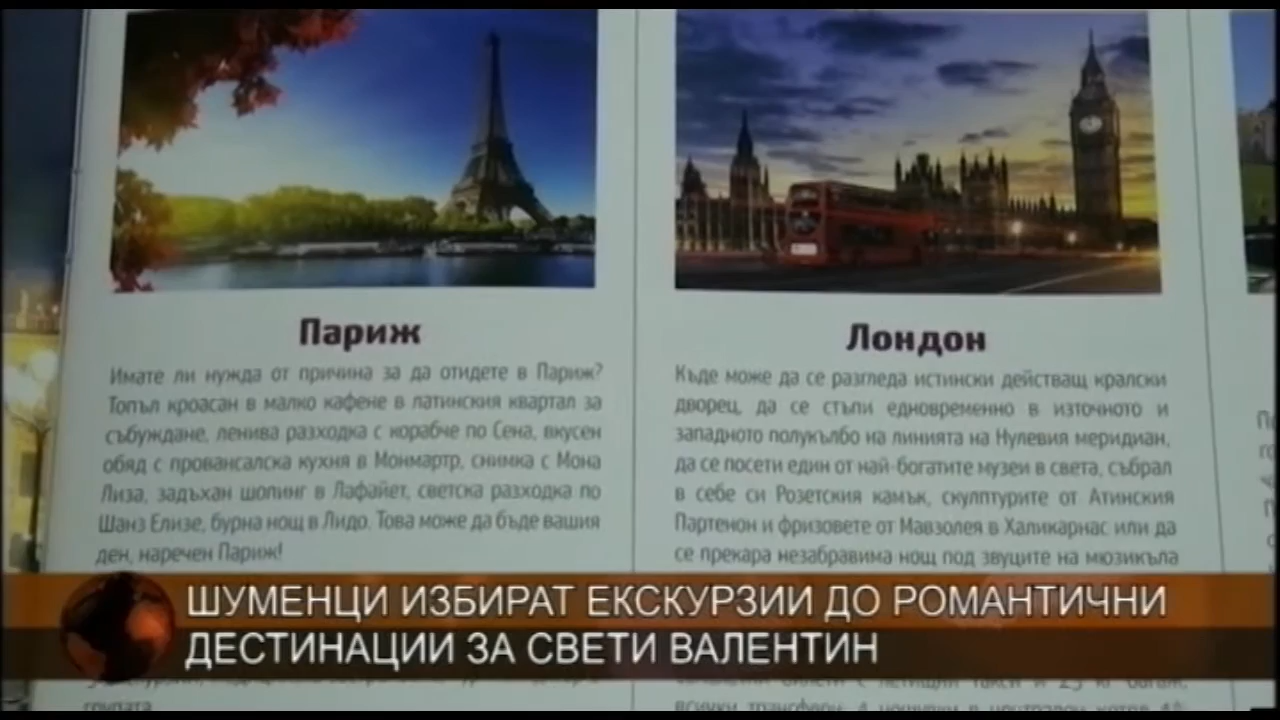 Париж
Имате ли нужда от причина за да отидете в Париж?
Топъл кроасан в малко кафене в латинския квартал за
събуждане, ленива разходка с корабче по Сена, вкусен
обяд с провансалска кухня в Монмартр, снимка с Мона
Лиза, задъхан шопинг в Лафайет, светска разходка по
Шанз Елизе, бурна нощ в Лидо. Това може да бъде вашия
ден, наречен Париж!
Лондон
Къде може да се разгледа истински действащ кралски
дворец, да се стъпи едновременно в източното и
западното полукълбо на линията на Нулевия меридиан,
да се посети един от най-богатите музеи в света, събрал
в себе си Розетския камък, скулптурите от Атинския
Партенон и фризовете от Мавзолея в Халикарнас или да
се прекара незабравима нощ под звуците на мюзикъла
ШУМЕНЦИ ИЗБИРАТ ЕКСКУРЗИИ ДО РОМАНТИЧНИ
ДЕСТИНАЦИИ ЗА СВЕТИ ВАЛЕНТИН
групата